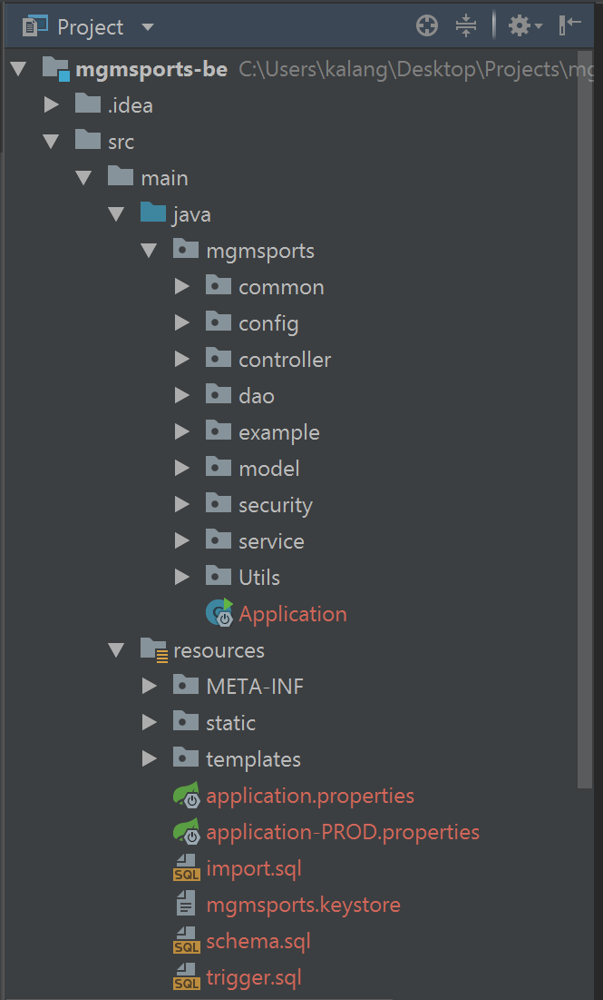 Project
mgmsports-be C:\Users\kalang\Desktop\Projects\mg
.idea
src
main
java
mgmsports
common
config
controller
dao
example
model
security
service
Utils
Application
resources
META-INF
static
templates
application.properties
application-PROD.properties
SQL import.sql
mgmsports.keystore
SQL schema.sql
SQL trigger.sql